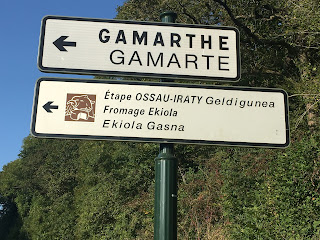 GAMARTHE
GAMARTE
Étape OSSAU-IRATY Geldigunea
Fromage Ekiola
Ekiola Gasna